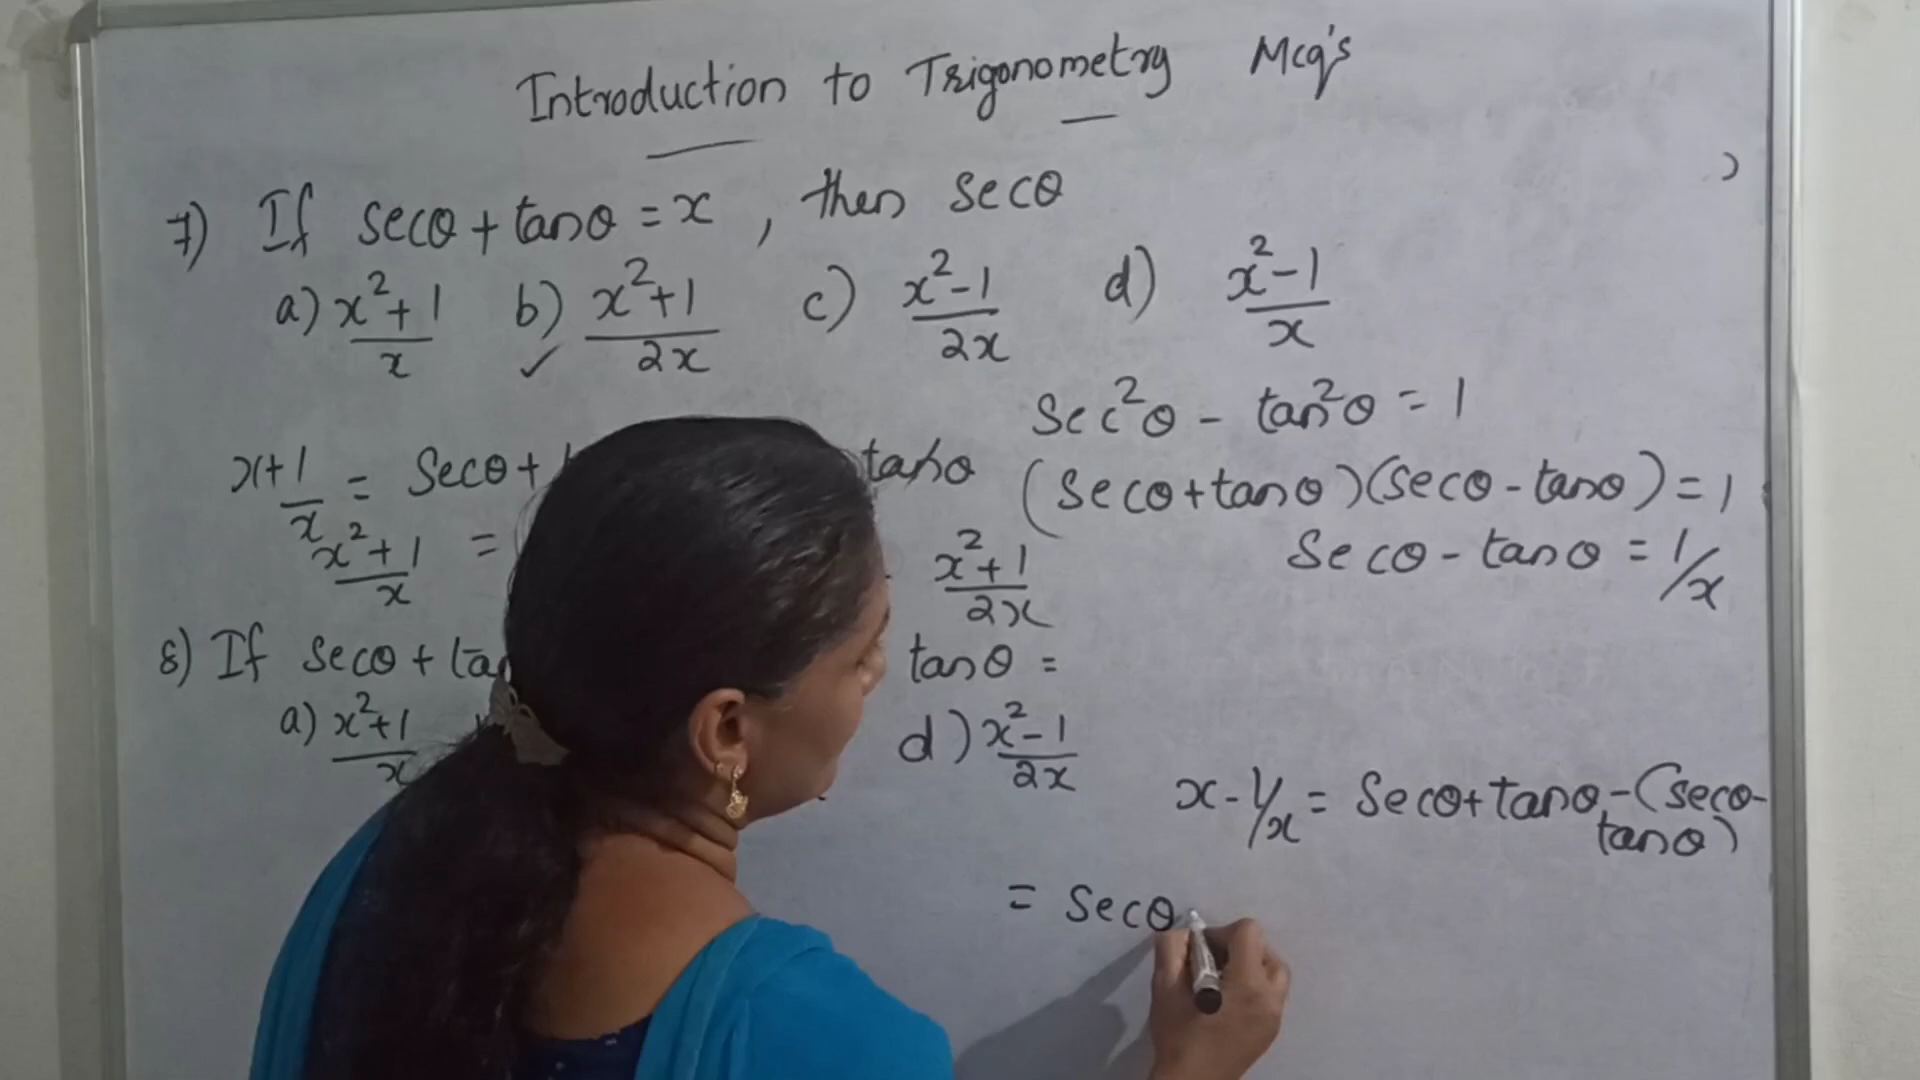 Introduction to Trigonometry Mcq's
7) If secθ + tanθ = x, then secθ
a) x²+1/x b) x²+1/2x c) x²-1/2x d) x²-1/x
sec²θ - tan²θ = 1
x+1/x = secθ + tanθ
(secθ+tanθ)(secθ-tanθ) = 1
x²+1/x = x²+1/2x
secθ - tanθ = 1/x
8) If secθ + tanθ =
a) x²+1/x d) x²-1/2x
x - 1/x = secθ+tanθ-(secθ-
tanθ)
= secθ